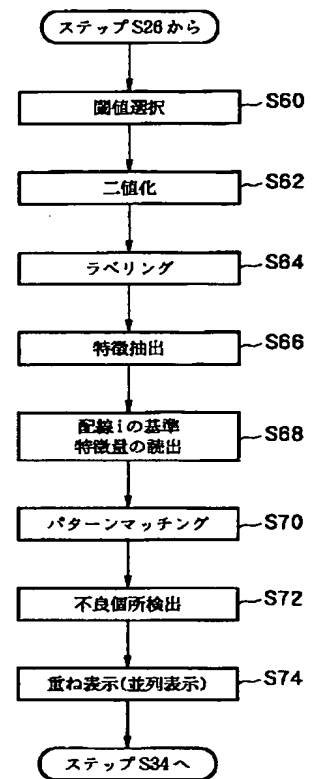 ステップS26から
閾値選択
S60
二値化
S62
ラベリング
S64
特徴抽出
S66
配線iの基準
特徴量の読出
S68
パターンマッチング
S70
不良個所検出
S72
重ね表示(並列表示)
S74
ステップS34へ